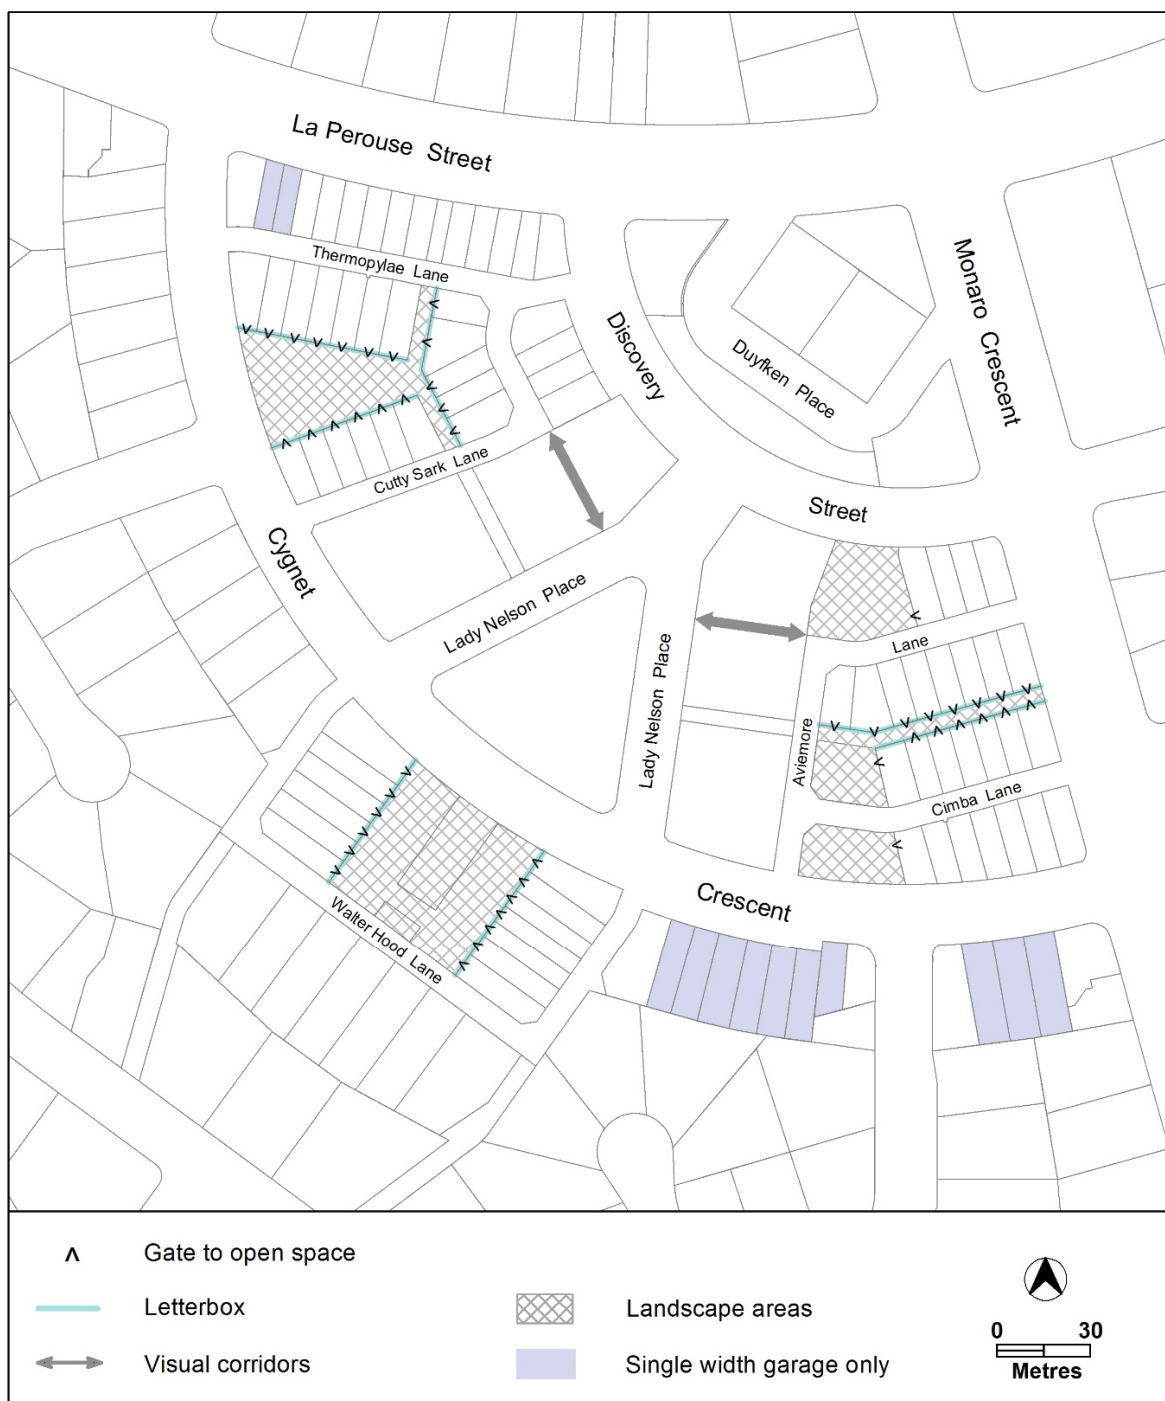 La Perouse Street
Thermopylae Lane
Discovery
Monaro Crescent
Duyfken Place
Cutty Sark Lane
Street
Cygnet
Lady Nelson Place
Lane
Lady Nelson Place
Aviemore
Cimba Lane
Crescent
Walter Hood Lane
Gate to open space
Letterbox
Landscape areas
0 30
Metres
Visual corridors
Single width garage only